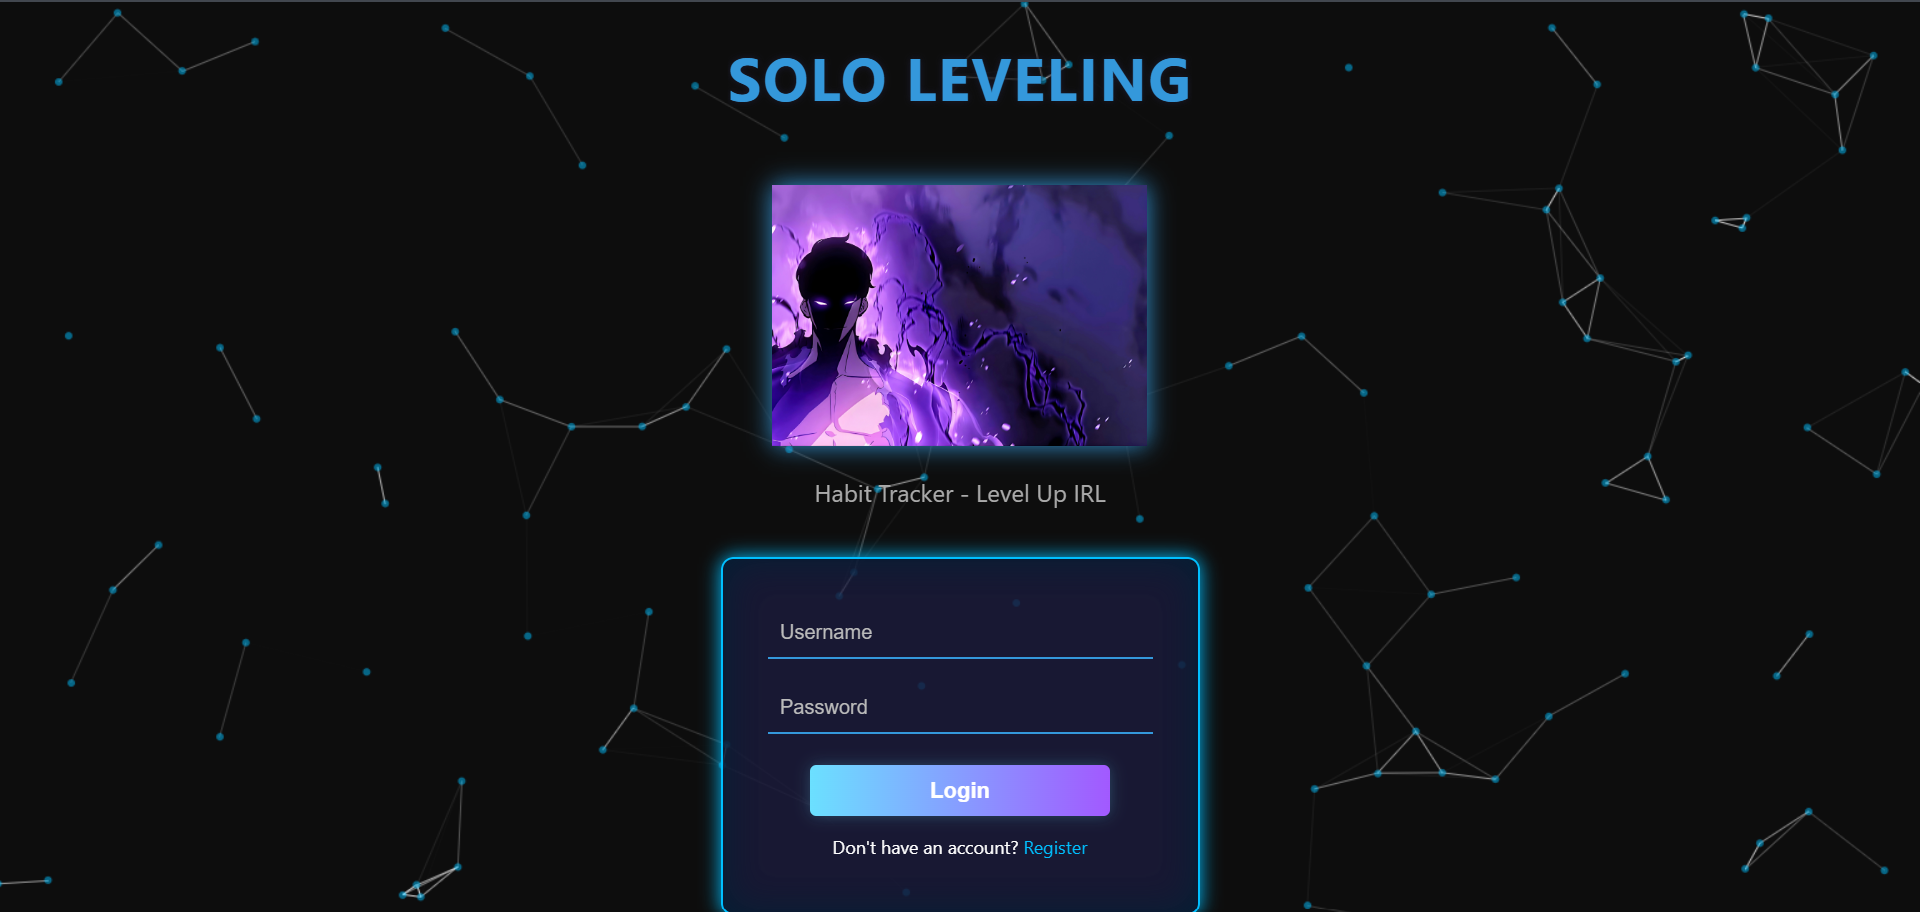 SOLO LEVELING
Habit Tracker - Level Up IRL
Username
Password
Login
Don't have an account? Register